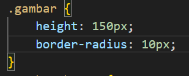 .gambar {
    height: 150px;
    border-radius: 10px;
}